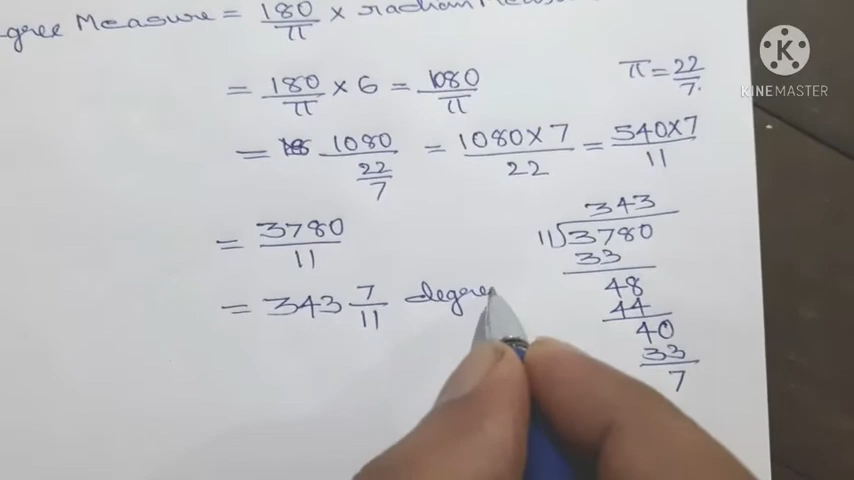 gree Measure = 180/π × radian
= 180/π × 6 = 1080/π
π = 22/7.
= 1080/(22/7) = 1080×7/22 = 540×7/11
= 3780/11
= 343 7/11 degree
343
11)3780
33
48
44
40
33
7
K
KINEMASTER